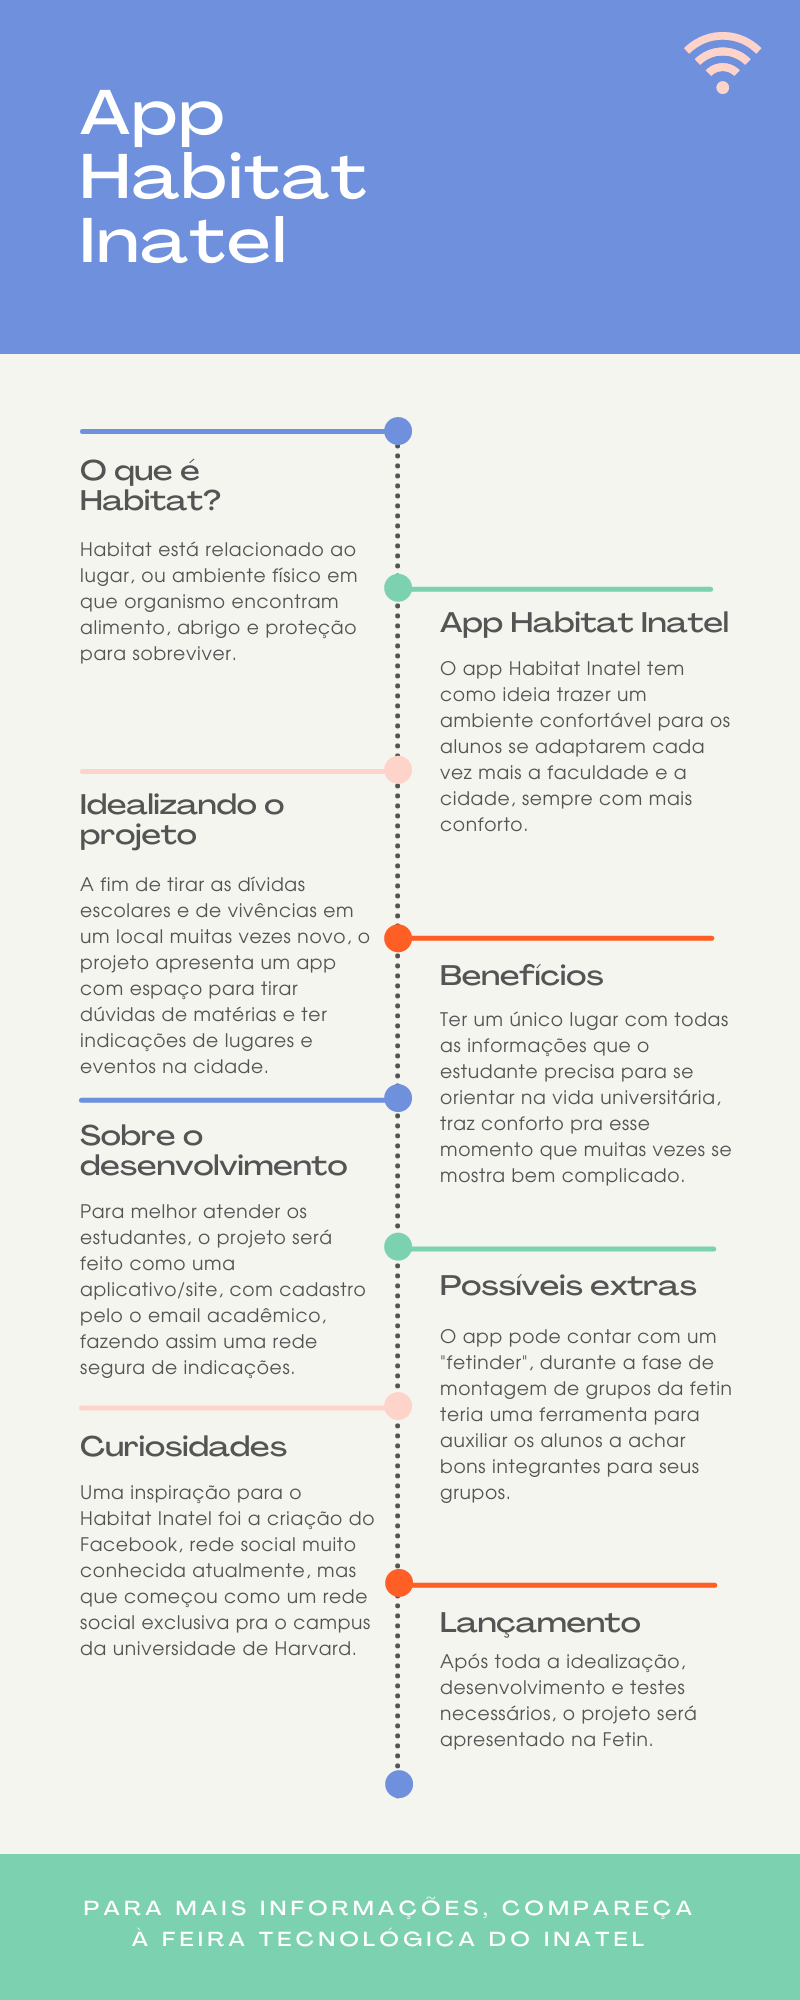 App
Habitat
Inatel
O que é
Habitat?
Habitat está relacionado ao
lugar, ou ambiente físico em
que organismo encontram
alimento, abrigo e proteção
para sobreviver.
App Habitat Inatel
O app Habitat Inatel tem
como ideia trazer um
ambiente confortável para os
alunos se adaptarem cada
vez mais a faculdade e a
cidade, sempre com mais
conforto.
Idealizando o
projeto
A fim de tirar as dívidas
escolares e de vivências em
um local muitas vezes novo, o
projeto apresenta um app
com espaço para tirar
dúvidas de matérias e ter
indicações de lugares e
eventos na cidade.
Benefícios
Ter um único lugar com todas
as informações que o
estudante precisa para se
orientar na vida universitária,
traz conforto pra esse
momento que muitas vezes se
mostra bem complicado.
Sobre o
desenvolvimento
Para melhor atender os
estudantes, o projeto será
feito como uma
aplicativo/site, com cadastro
pelo o email acadêmico,
fazendo assim uma rede
segura de indicações.
Possíveis extras
O app pode contar com um
"fetinder", durante a fase de
montagem de grupos da fetin
teria uma ferramenta para
auxiliar os alunos a achar
bons integrantes para seus
grupos.
Curiosidades
Uma inspiração para o
Habitat Inatel foi a criação do
Facebook, rede social muito
conhecida atualmente, mas
que começou como um rede
social exclusiva pra o campus
da universidade de Harvard.
Lançamento
Após toda a idealização,
desenvolvimento e testes
necessários, o projeto será
apresentado na Fetin.
PARA MAIS INFORMAÇÕES, COMPAREÇA
À FEIRA TECNOLÓGICA DO INATEL